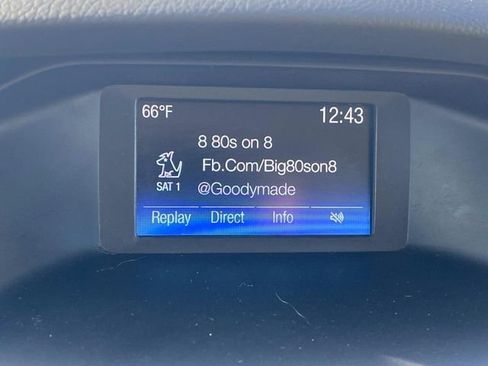 66°F 12:43
8 80s on 8
Fb.Com/Big80son8
SAT 1 @Goodymade
Replay Direct Info